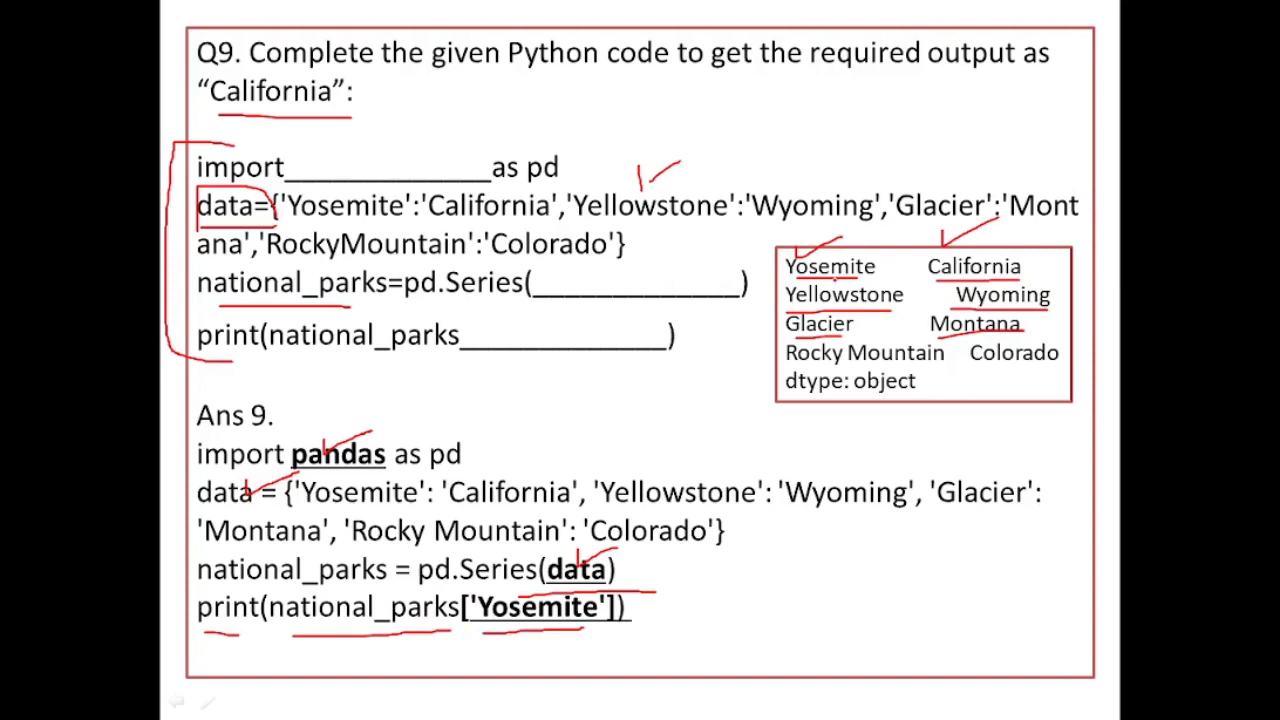 Q9. Complete the given Python code to get the required output as
“California”:
import_____________as pd
data={'Yosemite':'California','Yellowstone':'Wyoming','Glacier':'Mont
ana','RockyMountain':'Colorado'}
national_parks=pd.Series(_____________)
print(national_parks_____________)
Yosemite California
Yellowstone Wyoming
Glacier Montana
Rocky Mountain Colorado
dtype: object
Ans 9.
import pandas as pd
data = {'Yosemite': 'California', 'Yellowstone': 'Wyoming', 'Glacier':
'Montana', 'Rocky Mountain': 'Colorado'}
national_parks = pd.Series(data)
print(national_parks['Yosemite'])